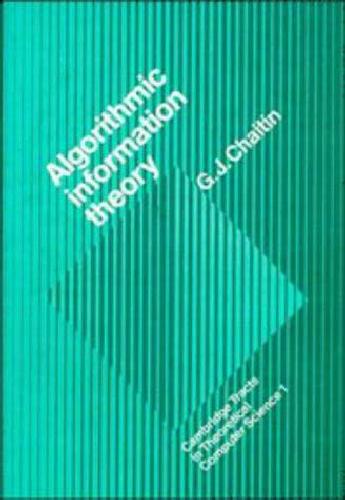 Algorithmic
information
theory
G.J. Chaitin
Cambridge Tracts
in Theoretical
Computer Science 1